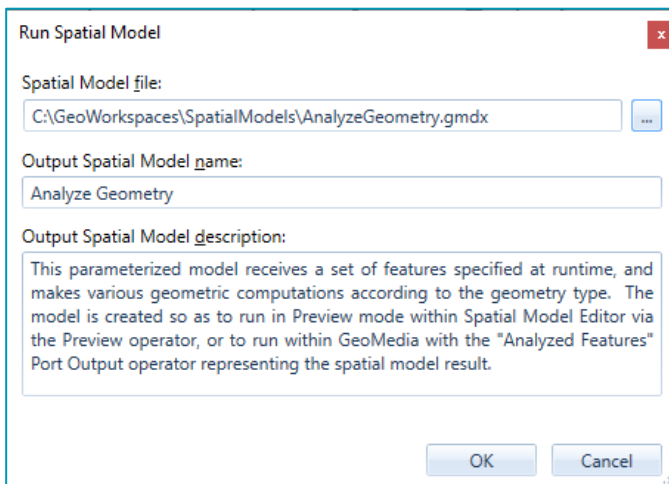 Run Spatial Model
x
Spatial Model file:
C:\GeoWorkspaces\SpatialModels\AnalyzeGeometry.gmdx
...
Output Spatial Model name:
Analyze Geometry
Output Spatial Model description:
This parameterized model receives a set of features specified at runtime, and
makes various geometric computations according to the geometry type. The
model is created so as to run in Preview mode within Spatial Model Editor via
the Preview operator, or to run within GeoMedia with the "Analyzed Features"
Port Output operator representing the spatial model result.
OK
Cancel